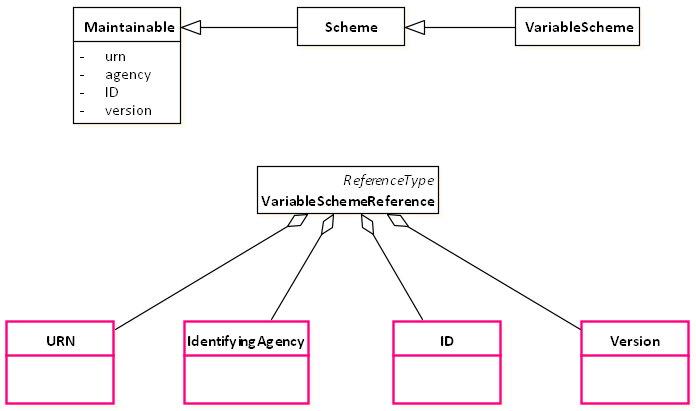 Maintainable
Scheme
VariableScheme
- urn
- agency
- ID
- version
ReferenceType
VariableSchemeReference
URN
IdentifyingAgency
ID
Version